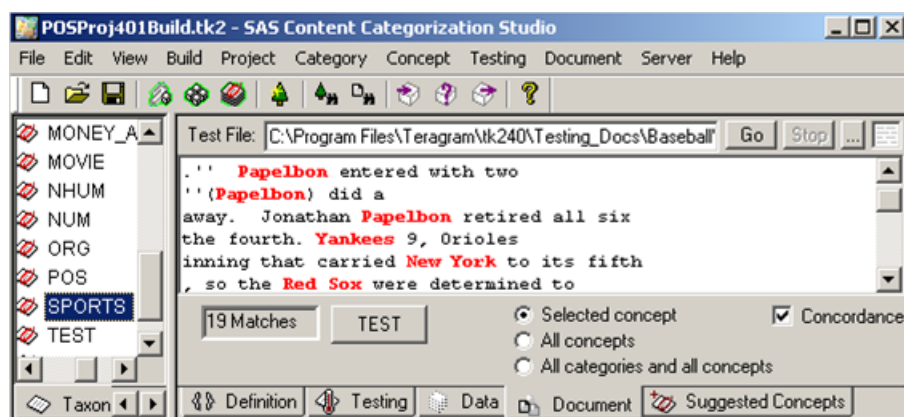 POSProj401Build.tk2 - SAS Content Categorization Studio
File Edit View Build Project Category Concept Testing Document Server Help
MONEY_A
MOVIE
NHUM
NUM
ORG
POS
SPORTS
TEST
Taxon
Test File: C:\Program Files\Teragram\tk240\Testing_Docs\Baseball\ Go Stop ...
.'' Papelbon entered with two
''(Papelbon) did a
away. Jonathan Papelbon retired all six
the fourth. Yankees 9, Orioles
inning that carried New York to its fifth
, so the Red Sox were determined to
19 Matches TEST
Selected concept
All concepts
All categories and all concepts
Concordance
Definition Testing Data Document Suggested Concepts